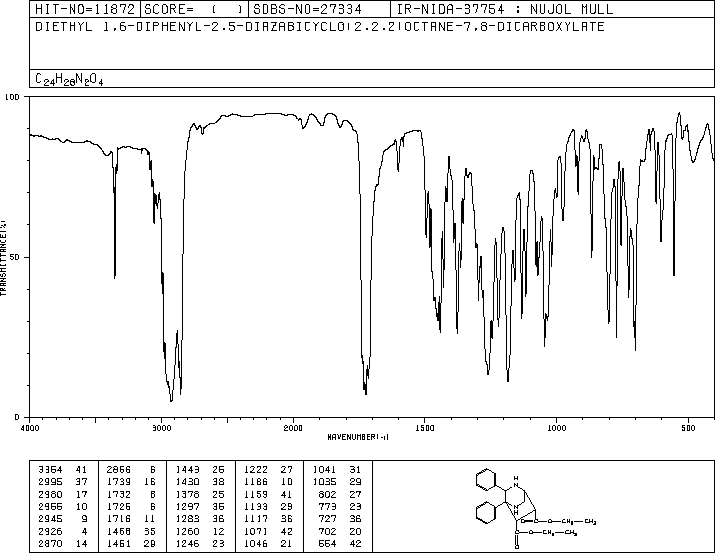 HIT-NO=11872 SCORE= ( ) SDBS-NO=27334 IR-NIDA-37754 : NUJOL MULL
DIETHYL 1,6-DIPHENYL-2,5-DIAZABICYCLO(2.2.2)OCTANE-7,8-DICARBOXYLATE
C24H28N2O4
100
50
0
TRANSMITTANCE(%)
4000 3000 2000 1500 1000 500
WAVENUMBER(-1)
3364 41 2866 6 1449 26 1222 27 1041 31
2995 37 1739 16 1430 38 1186 10 1035 29
2980 17 1732 8 1378 25 1159 41 802 27
2966 10 1726 6 1297 36 1133 29 773 23
2945 9 1716 11 1283 36 1117 36 727 36
2926 4 1468 35 1260 12 1071 42 702 20
2870 14 1461 29 1246 23 1046 21 554 42
H
N
H
N
C—O—CH2—CH3
O
C—O—CH2—CH3
O